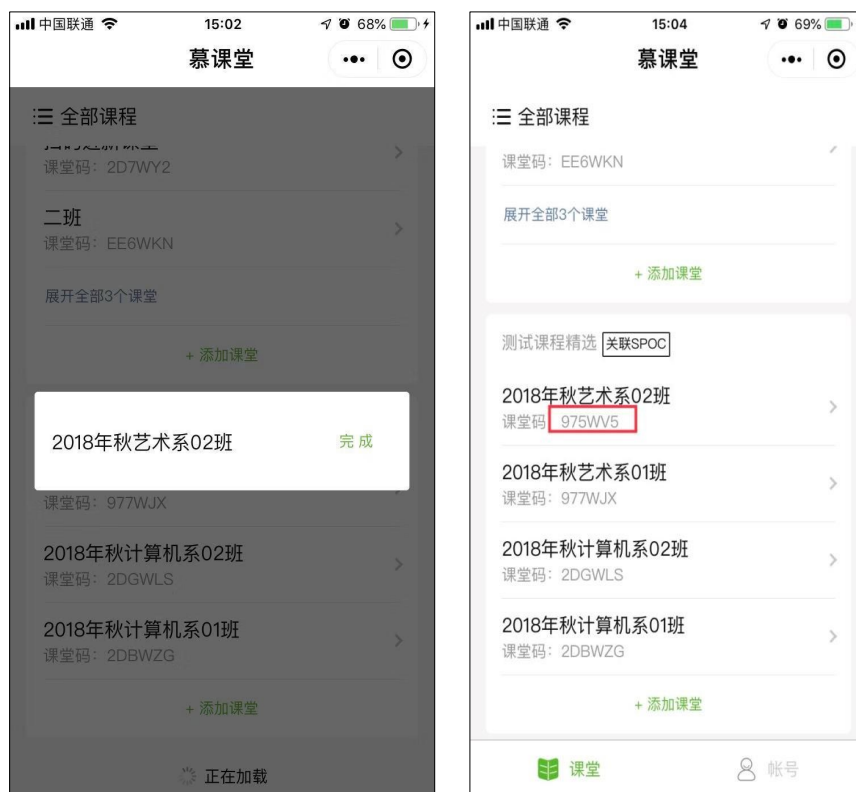 中国联通 15:02 68%
慕课堂
全部课程
扫码进新课堂
课堂码：2D7WY2
二班
课堂码：EE6WKN
展开全部3个课堂
+ 添加课堂
2018年秋艺术系02班 完成
课堂码：977WJX
2018年秋计算机系02班
课堂码：2DGWLS
2018年秋计算机系01班
课堂码：2DBWZG
+ 添加课堂
正在加载
中国联通 15:04 69%
慕课堂
全部课程
课堂码：EE6WKN
展开全部3个课堂
+ 添加课堂
测试课程精选 关联SPOC
2018年秋艺术系02班
课堂码 975WV5
2018年秋艺术系01班
课堂码：977WJX
2018年秋计算机系02班
课堂码：2DGWLS
2018年秋计算机系01班
课堂码：2DBWZG
+ 添加课堂
课堂 帐号